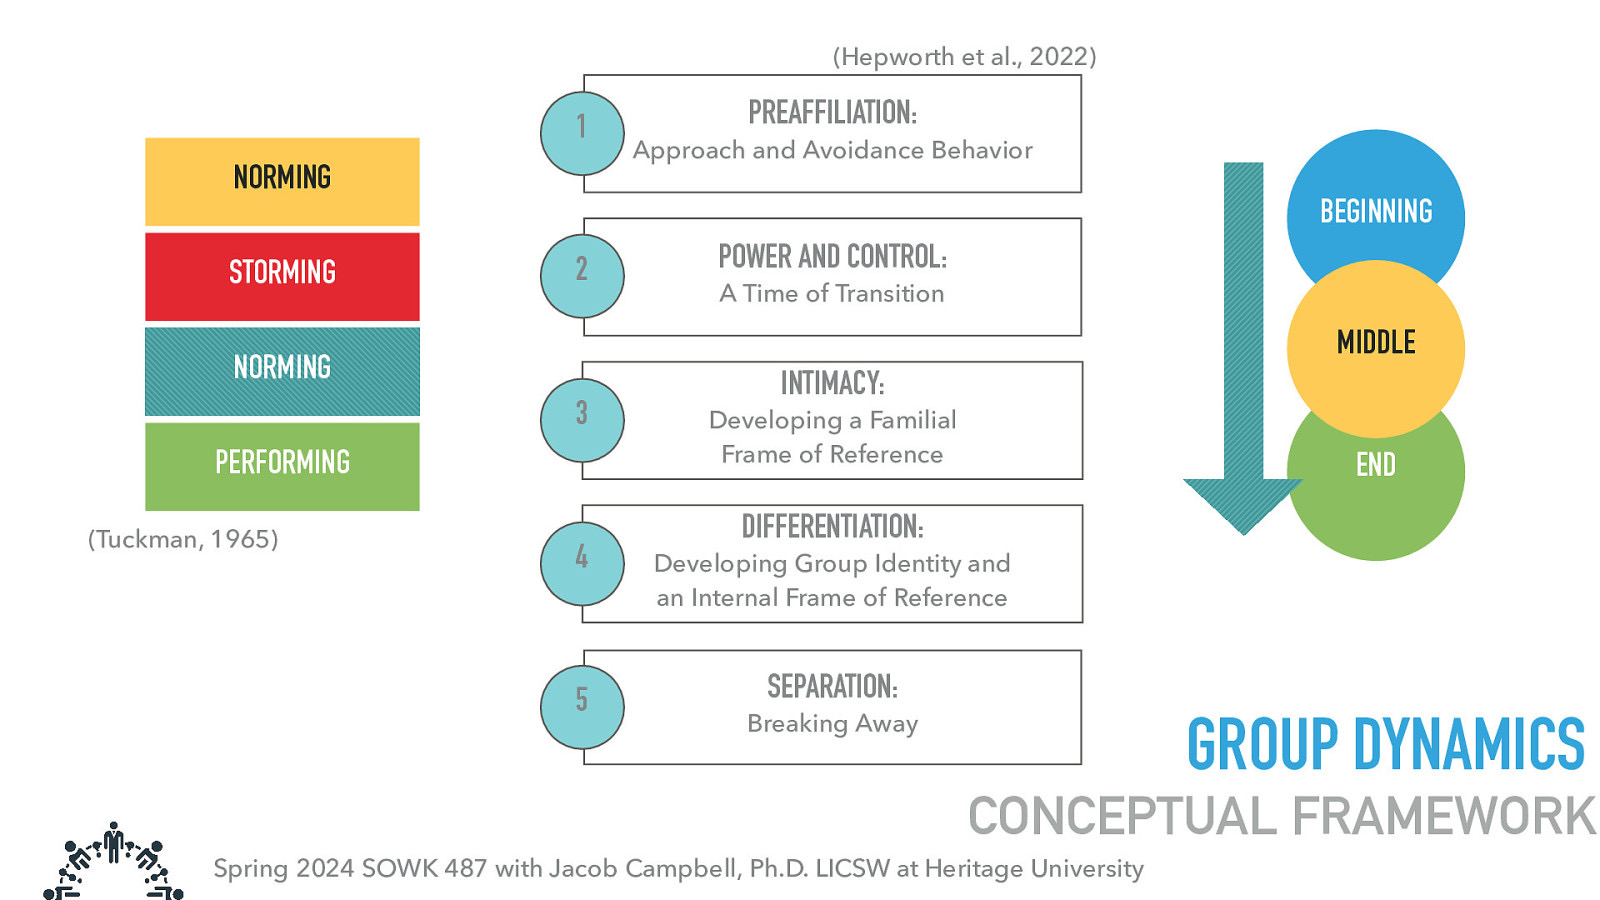 (Hepworth et al., 2022)
NORMING
STORMING
NORMING
PERFORMING
(Tuckman, 1965)
1
PREAFFILIATION:
Approach and Avoidance Behavior
2
POWER AND CONTROL:
A Time of Transition
3
INTIMACY:
Developing a Familial
Frame of Reference
4
DIFFERENTIATION:
Developing Group Identity and
an Internal Frame of Reference
5
SEPARATION:
Breaking Away
BEGINNING
MIDDLE
END
GROUP DYNAMICS
CONCEPTUAL FRAMEWORK
Spring 2024 SOWK 487 with Jacob Campbell, Ph.D. LICSW at Heritage University